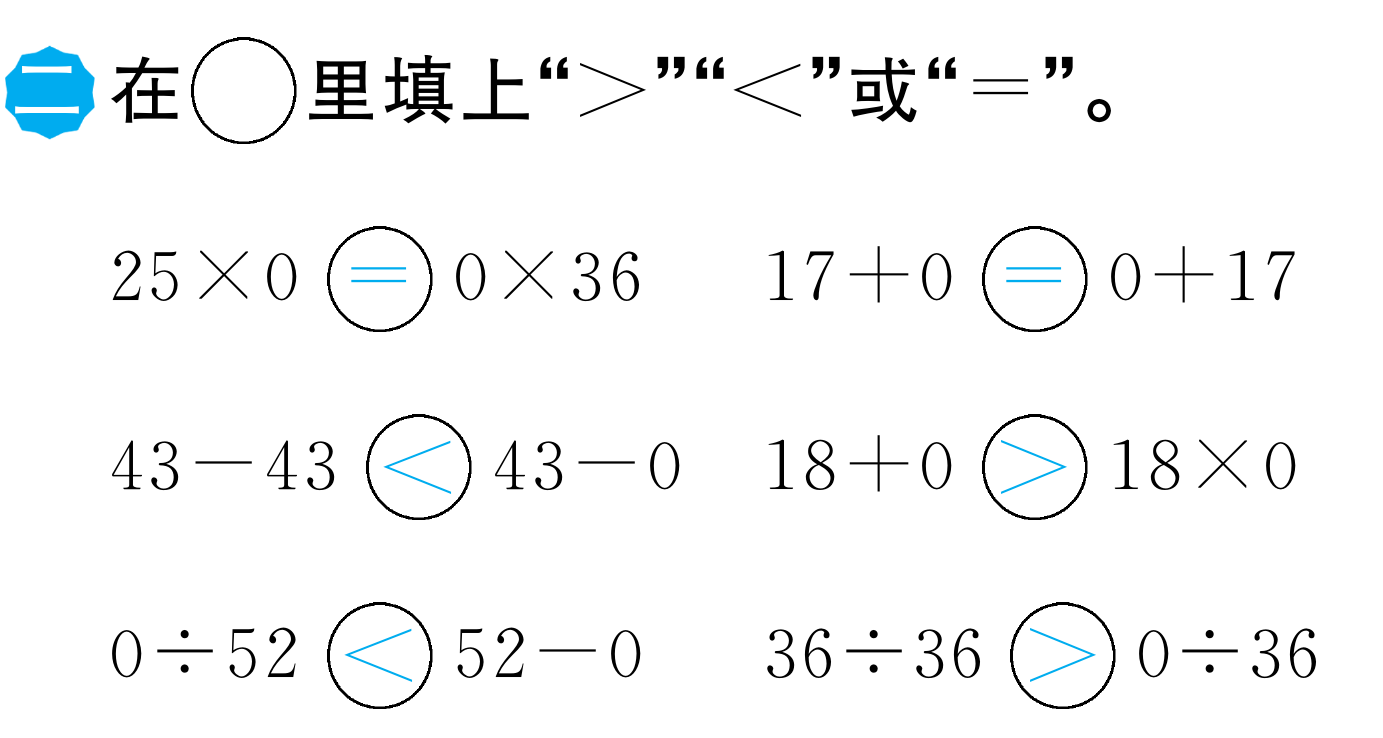 二 在○里填上“>”“<”或“=”。
25×0 = 0×36 17+0 = 0+17
43-43 < 43-0 18+0 > 18×0
0÷52 < 52-0 36÷36 > 0÷36